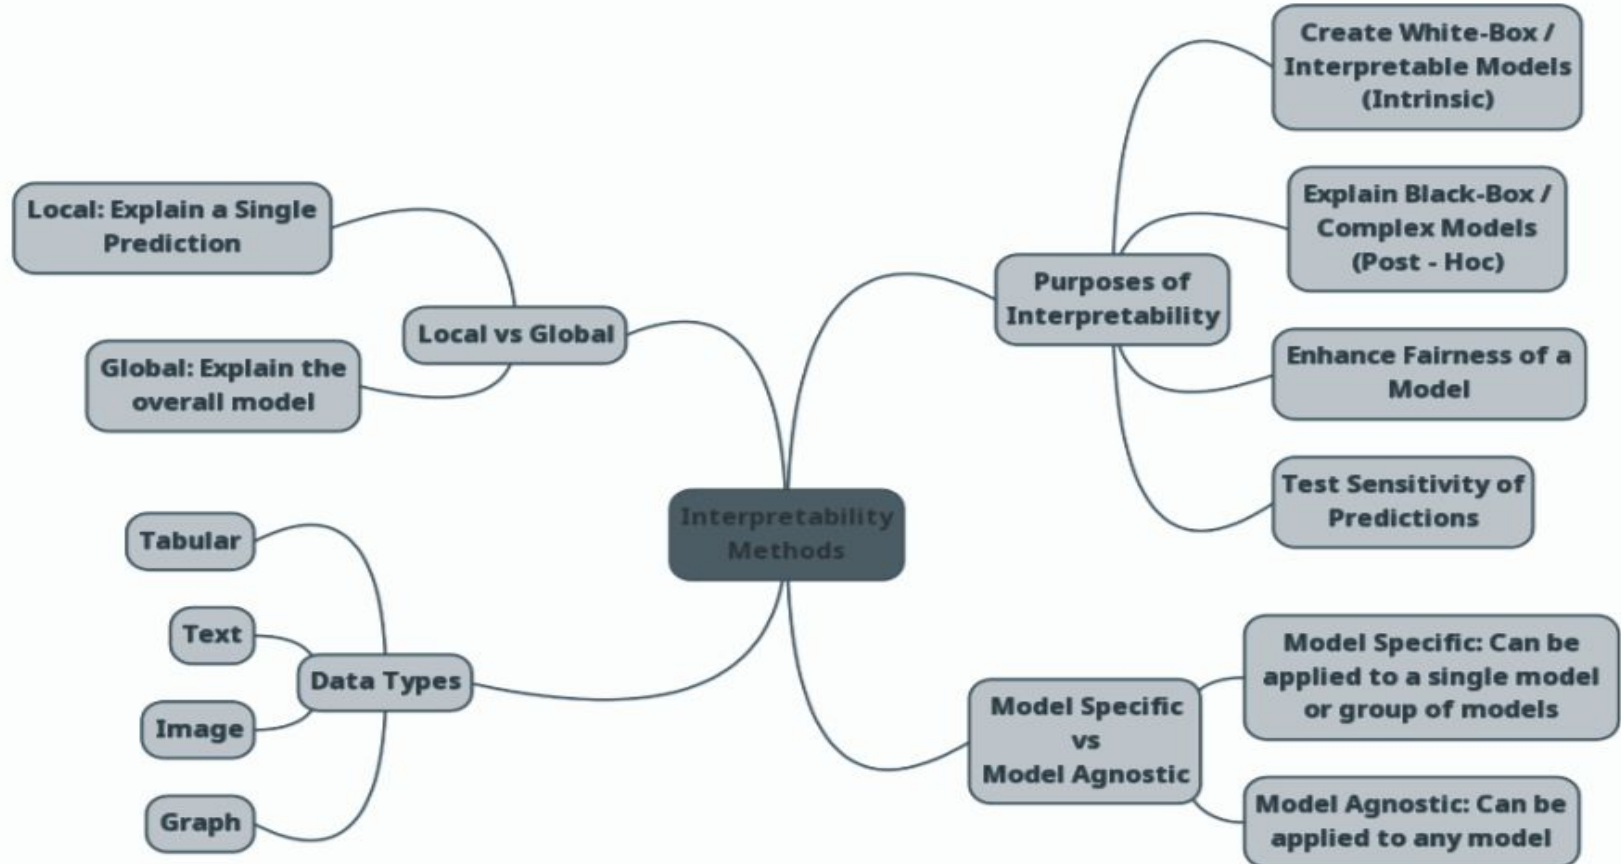 Create White-Box /
Interpretable Models
(Intrinsic)
Explain Black-Box /
Complex Models
(Post - Hoc)
Local: Explain a Single
Prediction
Purposes of
Interpretability
Local vs Global
Global: Explain the
overall model
Enhance Fairness of a
Model
Test Sensitivity of
Predictions
Interpretability
Methods
Tabular
Text
Data Types
Image
Graph
Model Specific
vs
Model Agnostic
Model Specific: Can be
applied to a single model
or group of models
Model Agnostic: Can be
applied to any model